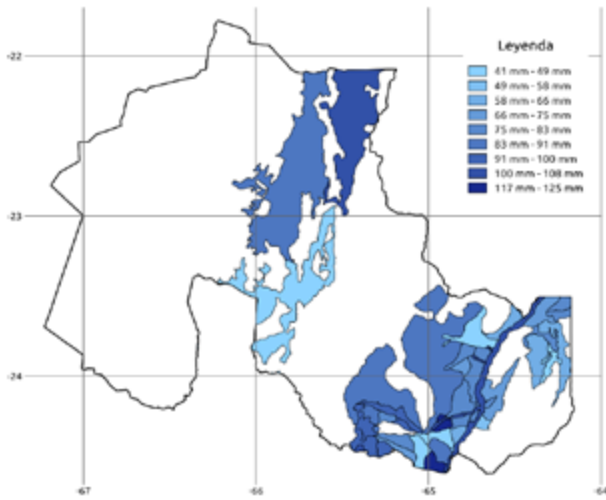 Leyenda
-22
41 mm - 49 mm
49 mm - 58 mm
58 mm - 66 mm
66 mm - 75 mm
75 mm - 83 mm
83 mm - 91 mm
91 mm - 100 mm
100 mm - 108 mm
117 mm - 125 mm
-23
-24
-67 -66 -65 -64